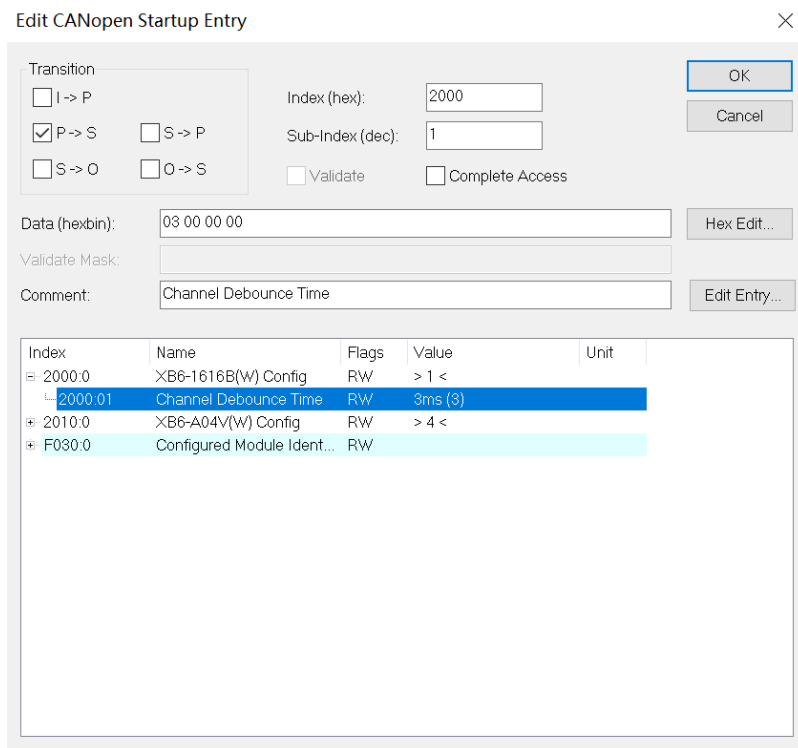 Edit CANopen Startup Entry
Transition
I -> P
P -> S
S -> P
S -> O
O -> S
Index (hex):
2000
Sub-Index (dec):
1
Validate
Complete Access
OK
Cancel
Data (hexbin):
03 00 00 00
Hex Edit...
Validate Mask:
Comment:
Channel Debounce Time
Edit Entry...
Index Name Flags Value Unit
2000:0 XB6-1616B(W) Config RW > 1 <
2000:01 Channel Debounce Time RW 3ms (3)
2010:0 XB6-A04V(W) Config RW > 4 <
F030:0 Configured Module Ident... RW